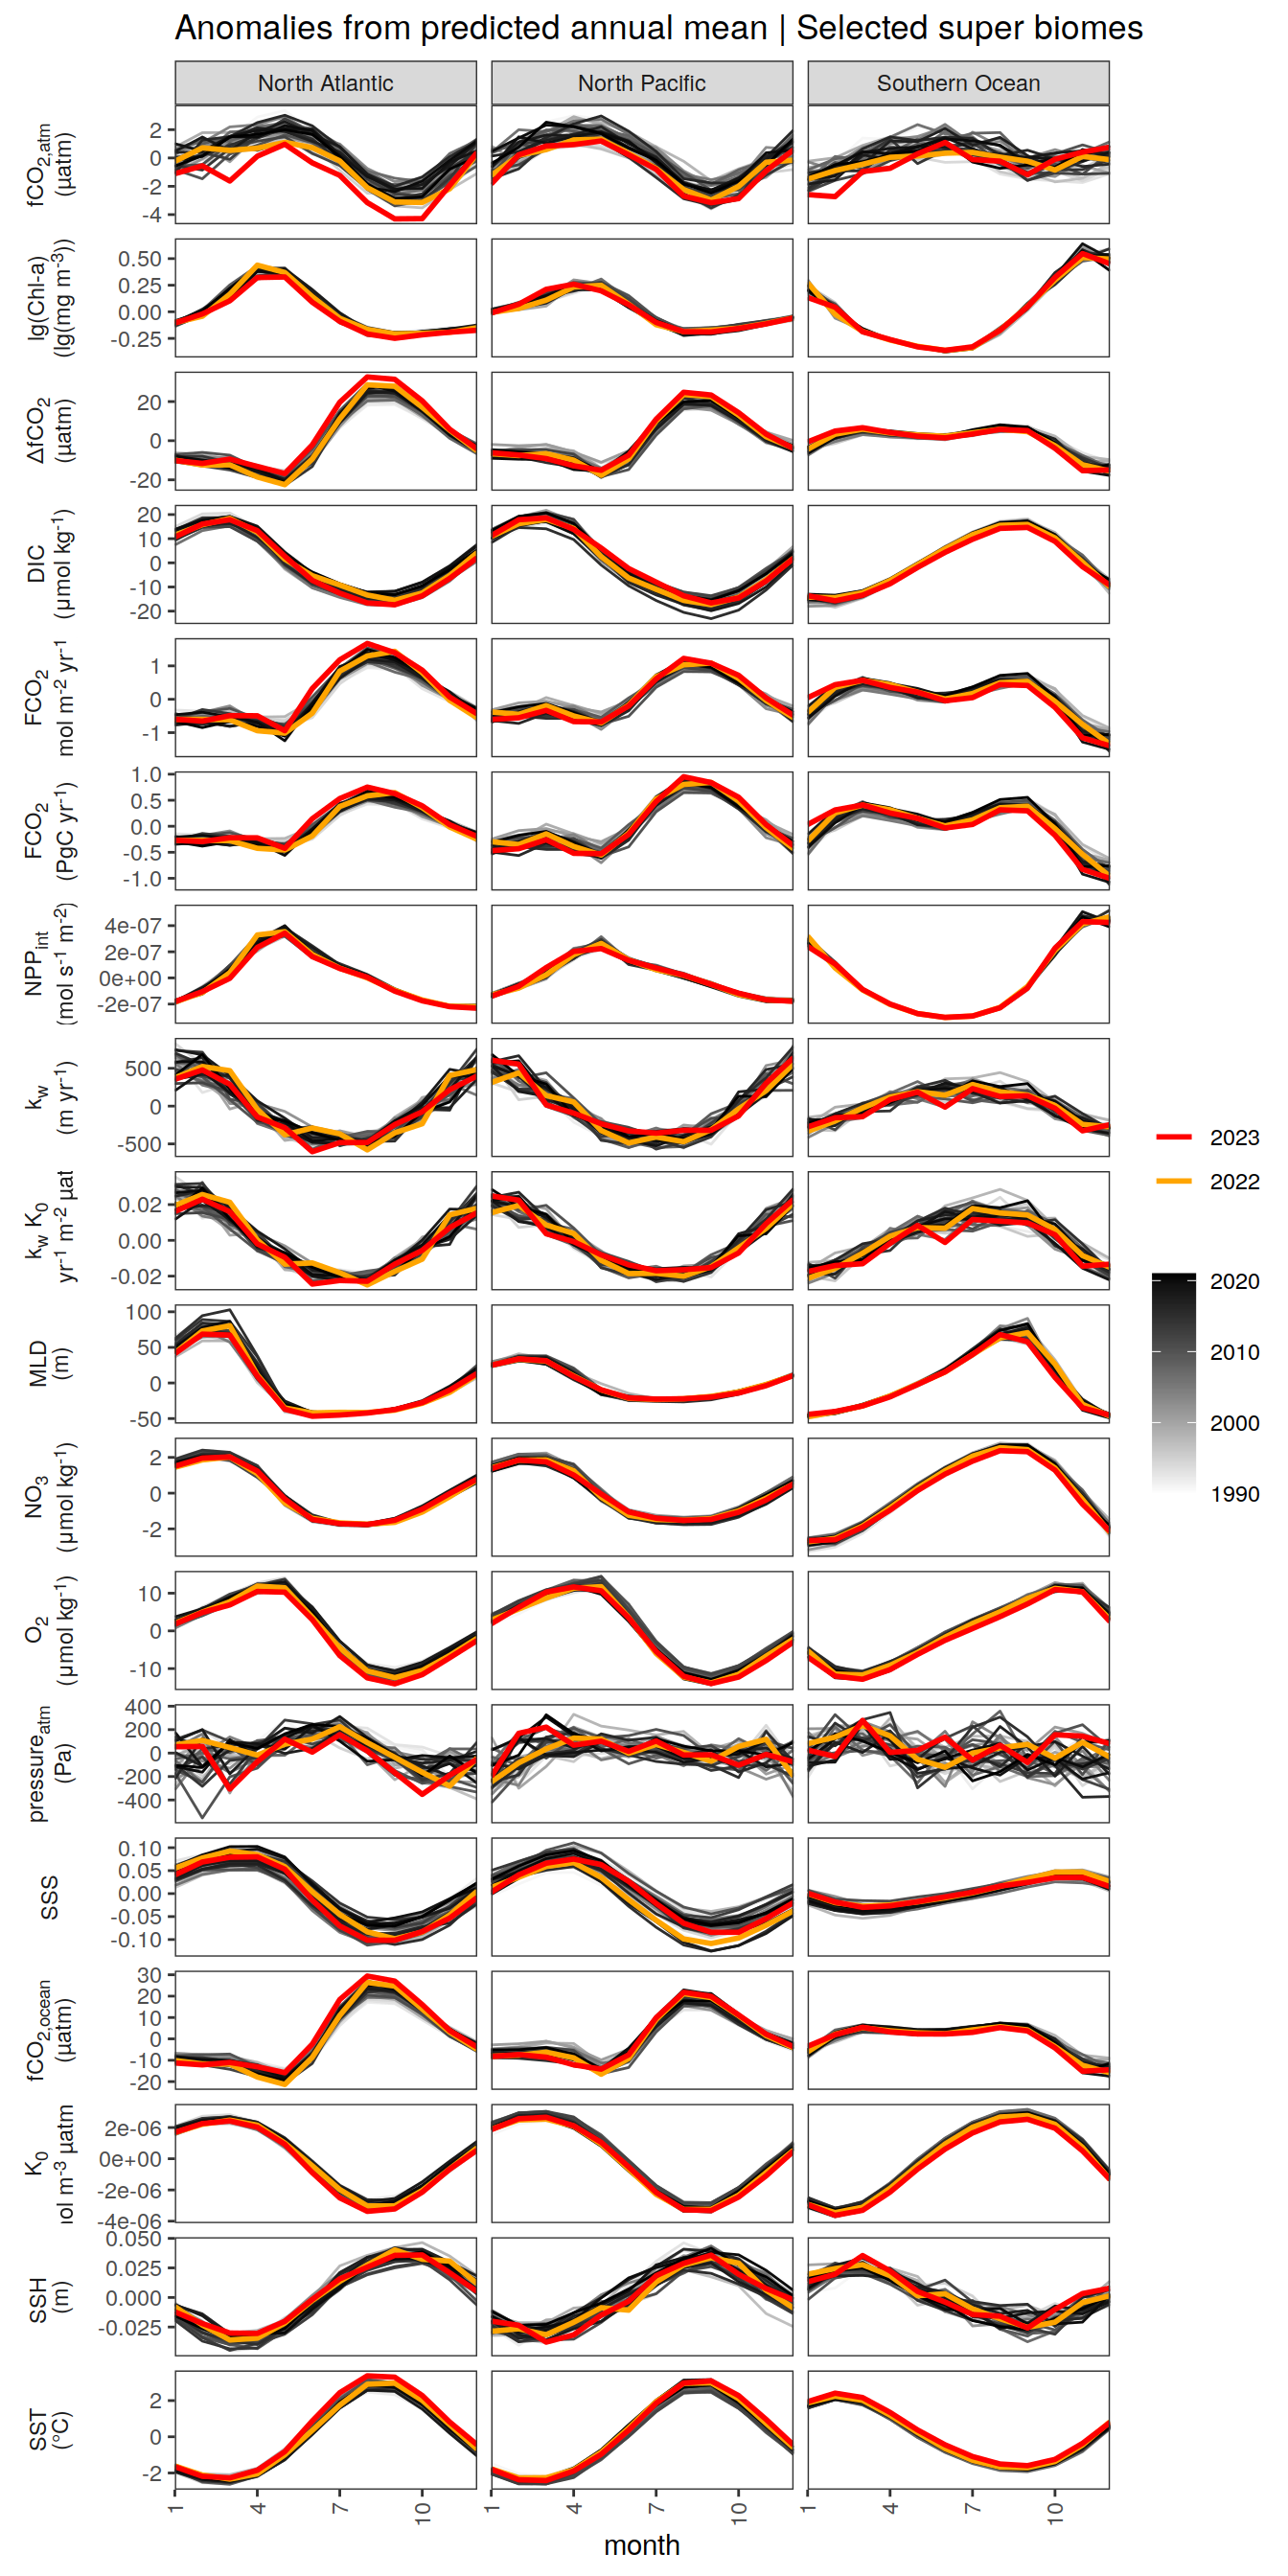 Anomalies from predicted annual mean | Selected super biomes
North Atlantic North Pacific Southern Ocean
fCO2,atm
(µatm)
2
0
-2
-4
lg(Chl-a)
(lg(mg m-3))
0.50
0.25
0.00
-0.25
ΔfCO2
(µatm)
20
0
-20
DIC
(µmol kg-1)
20
10
0
-10
-20
FCO2
mol m-2 yr-1
1
0
-1
FCO2
(PgC yr-1)
1.0
0.5
0.0
-0.5
-1.0
NPPint
(mol s-1 m-2)
4e-07
2e-07
0e+00
-2e-07
kw
(m yr-1)
500
0
-500
kw K0
yr-1 m-2 µat
0.02
0.00
-0.02
MLD
(m)
100
50
0
-50
NO3
(µmol kg-1)
2
0
-2
O2
(µmol kg-1)
10
0
-10
pressureatm
(Pa)
400
200
0
-200
-400
SSS
0.10
0.05
0.00
-0.05
-0.10
fCO2,ocean
(µatm)
30
20
10
0
-10
-20
K0
ol m-3 µatm
2e-06
0e+00
-2e-06
-4e-06
SSH
(m)
0.050
0.025
0.000
-0.025
SST
(°C)
2
0
-2
1 4 7 10 1 4 7 10 1 4 7 10
month
2023
2022
2020
2010
2000
1990